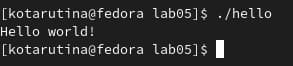 [kotarutina@fedora lab05]$ ./hello
Hello world!
[kotarutina@fedora lab05]$